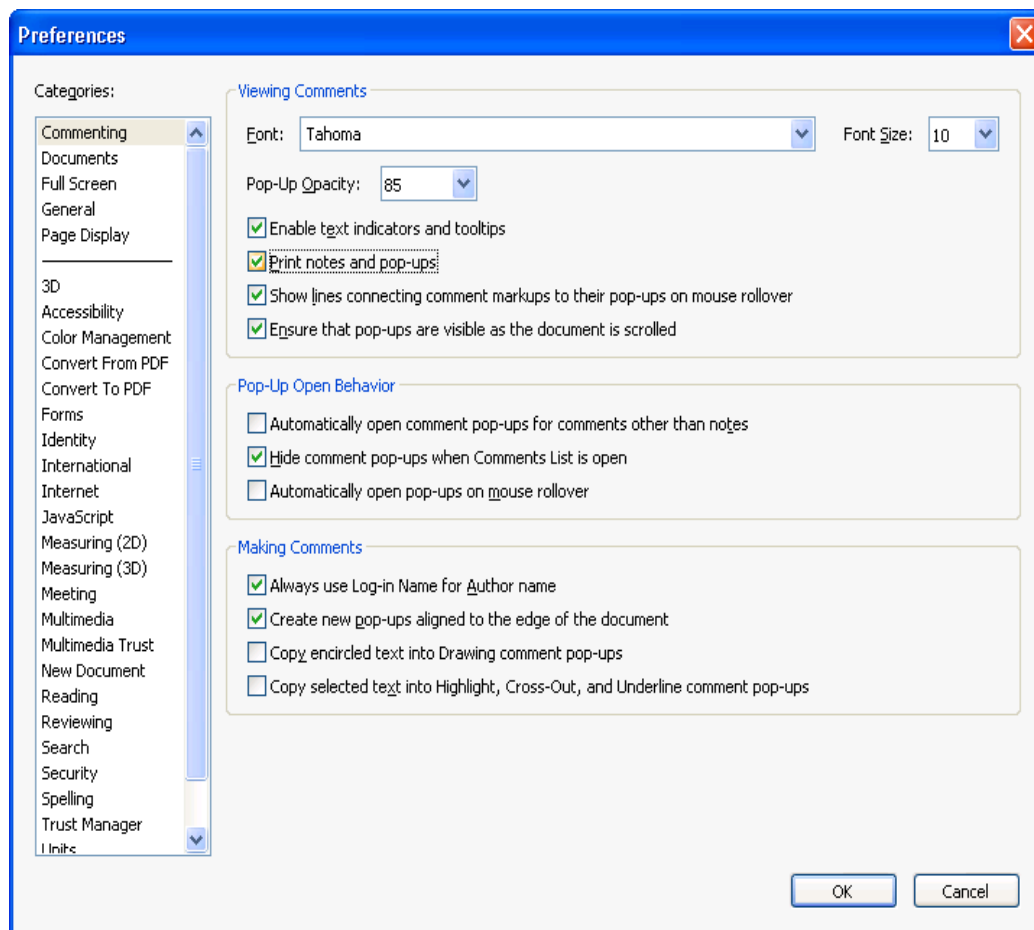 Preferences
Categories:
Commenting
Documents
Full Screen
General
Page Display
3D
Accessibility
Color Management
Convert From PDF
Convert To PDF
Forms
Identity
International
Internet
JavaScript
Measuring (2D)
Measuring (3D)
Meeting
Multimedia
Multimedia Trust
New Document
Reading
Reviewing
Search
Security
Spelling
Trust Manager
Units
Viewing Comments
Font: Tahoma Font Size: 10
Pop-Up Opacity: 85
Enable text indicators and tooltips
Print notes and pop-ups
Show lines connecting comment markups to their pop-ups on mouse rollover
Ensure that pop-ups are visible as the document is scrolled
Pop-Up Open Behavior
Automatically open comment pop-ups for comments other than notes
Hide comment pop-ups when Comments List is open
Automatically open pop-ups on mouse rollover
Making Comments
Always use Log-in Name for Author name
Create new pop-ups aligned to the edge of the document
Copy encircled text into Drawing comment pop-ups
Copy selected text into Highlight, Cross-Out, and Underline comment pop-ups
OK Cancel